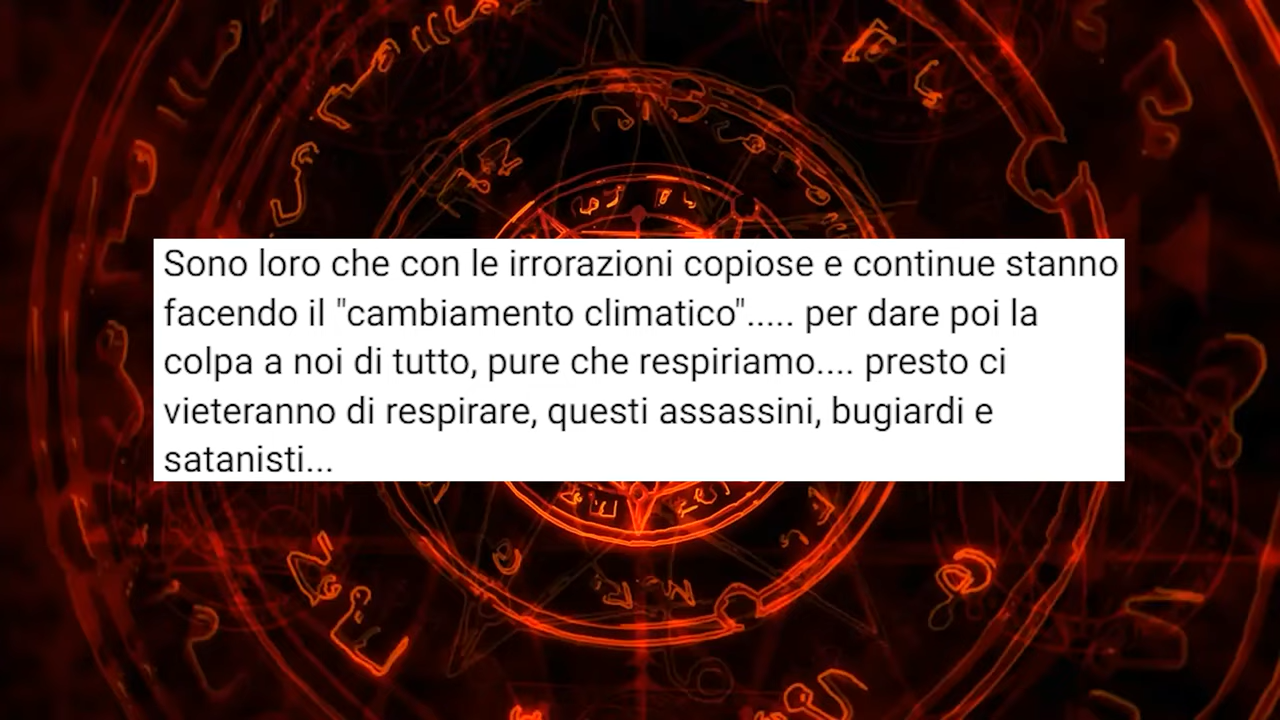 Sono loro che con le irrorazioni copiose e continue stanno
facendo il "cambiamento climatico"..... per dare poi la
colpa a noi di tutto, pure che respiriamo.... presto ci
vieteranno di respirare, questi assassini, bugiardi e
satanisti...